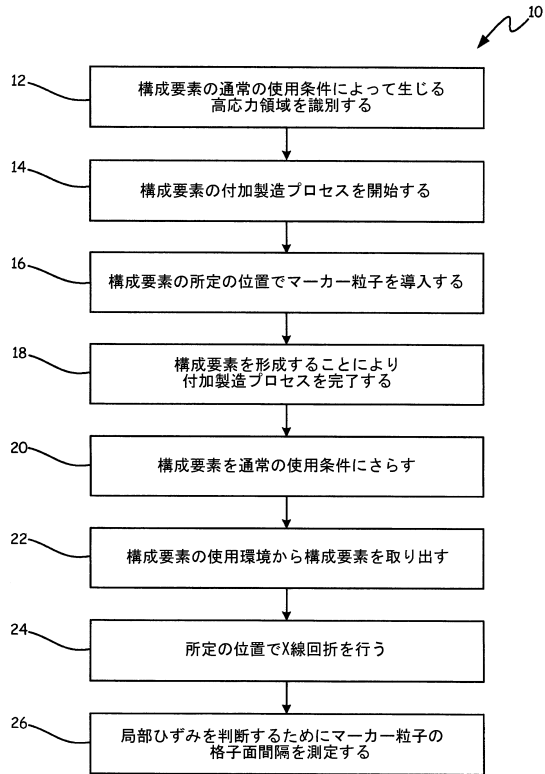 10
12
構成要素の通常の使用条件によって生じる
高応力領域を識別する
14
構成要素の付加製造プロセスを開始する
16
構成要素の所定の位置でマーカー粒子を導入する
18
構成要素を形成することにより
付加製造プロセスを完了する
20
構成要素を通常の使用条件にさらす
22
構成要素の使用環境から構成要素を取り出す
24
所定の位置でX線回折を行う
26
局部ひずみを判断するためにマーカー粒子の
格子面間隔を測定する